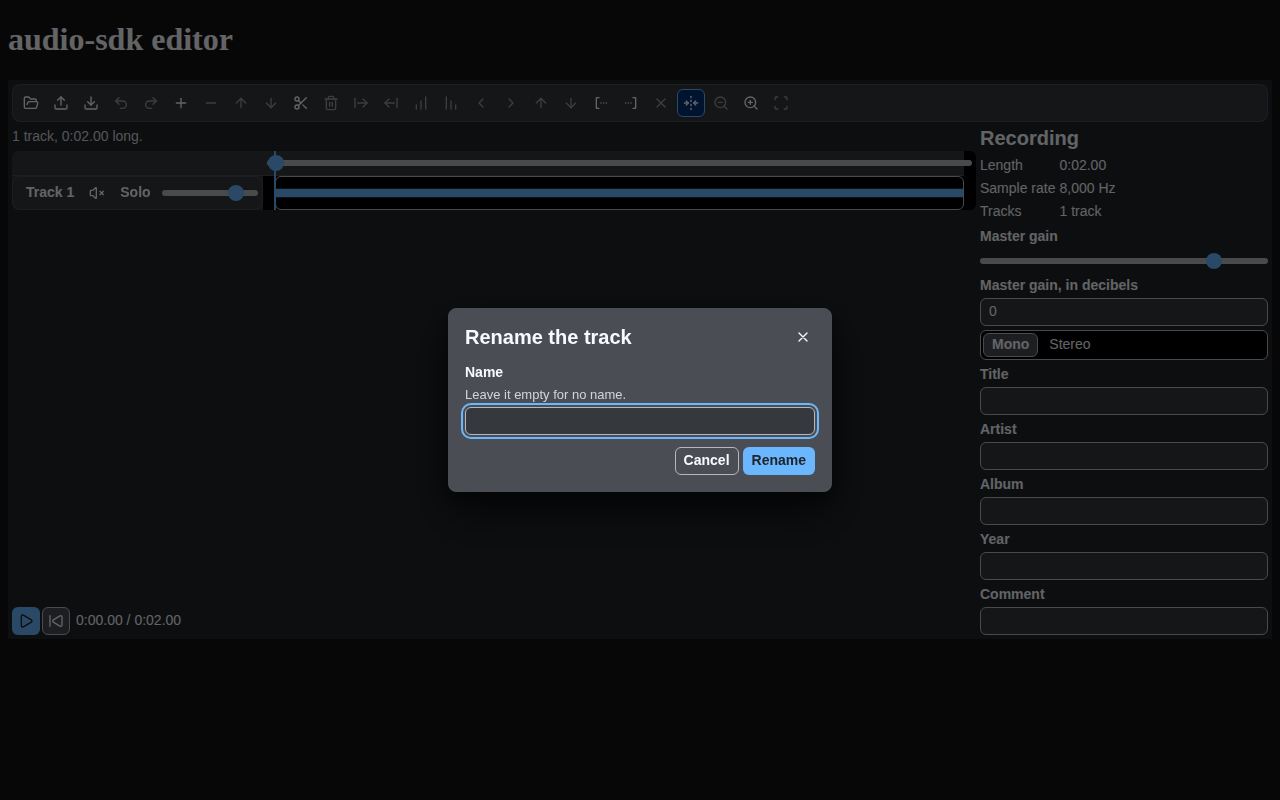 audio-sdk editor
1 track, 0:02.00 long.
Track 1 Solo
Recording
Length 0:02.00
Sample rate 8,000 Hz
Tracks 1 track
Master gain
Master gain, in decibels
0
Mono Stereo
Title
Artist
Album
Year
Comment
Rename the track
Name
Leave it empty for no name.
Cancel Rename
0:00.00 / 0:02.00